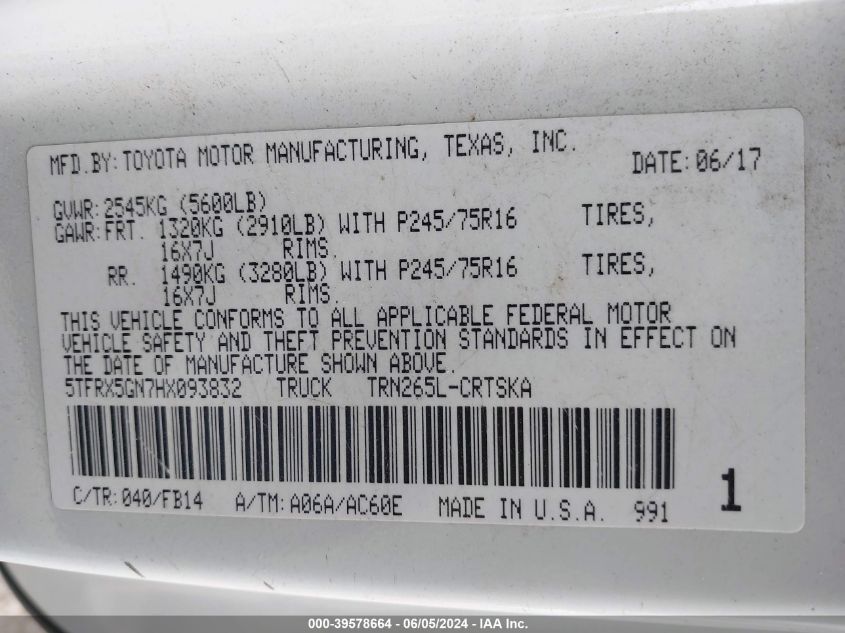 MFD.BY: TOYOTA MOTOR MANUFACTURING, TEXAS, INC. DATE: 06/17
GVWR: 2545KG (5600LB)
GAWR: FRT. 1320KG (2910LB) WITH P245/75R16 TIRES,
16X7J RIMS.
RR. 1490KG (3280LB) WITH P245/75R16 TIRES,
16X7J RIMS.
THIS VEHICLE CONFORMS TO ALL APPLICABLE FEDERAL MOTOR
VEHICLE SAFETY AND THEFT PREVENTION STANDARDS IN EFFECT ON
THE DATE OF MANUFACTURE SHOWN ABOVE.
5TFRX5GN7HX093832 TRUCK TRN265L-CRTSKA
C/TR: 040/FB14 A/TM: A06A/AC60E MADE IN U.S.A. 991 1
000-39578664 - 06/05/2024 - IAA Inc.